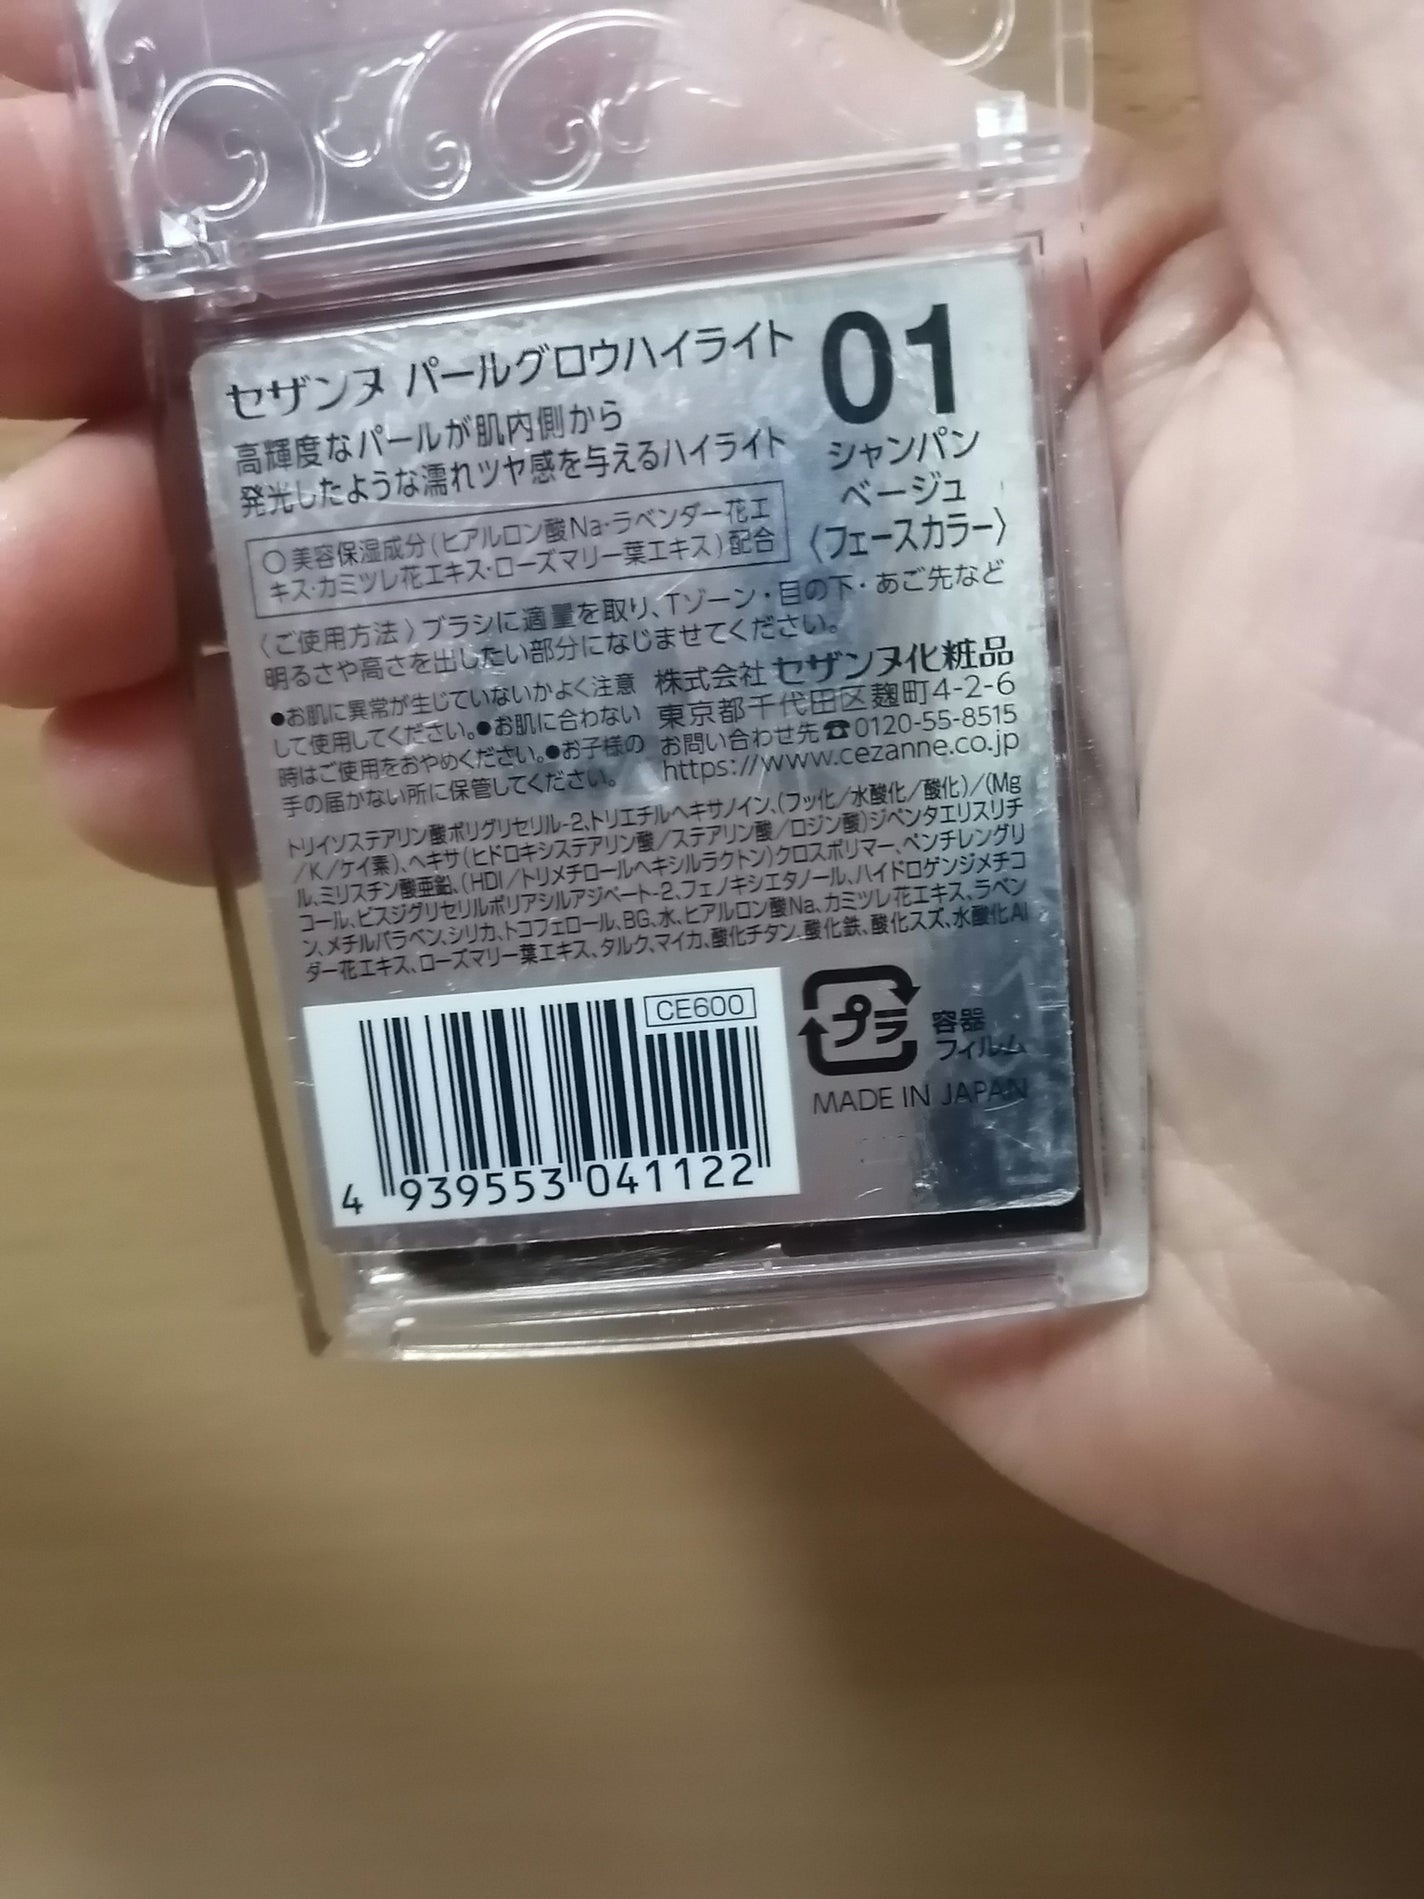 セザンヌ パールグロウハイライト
高輝度なパールが肌内側から
発光したような濡れツヤ感を与えるハイライト
01
シャンパン
ベージュ
〈フェースカラー〉
○美容保湿成分(ヒアルロン酸Na・ラベンダー花エ
キス・カミツレ花エキス・ローズマリー葉エキス)配合
〈ご使用方法〉ブラシに適量を取り、Tゾーン・目の下・あご先など
明るさや高さを出したい部分になじませてください。
●お肌に異常が生じていないかよく注意
して使用してください。●お肌に合わない
時はご使用をおやめください。●お子様の
手の届かない所に保管してください。
株式会社 セザンヌ化粧品
東京都千代田区麹町4-2-6
お問い合わせ先☎0120-55-8515
https://www.cezanne.co.jp
トリイソステアリン酸ポリグリセリル-2、トリエチルヘキサノイン、(フッ化/水酸化/酸化)/(Mg
/K/ケイ素)、ヘキサ(ヒドロキシステアリン酸/ステアリン酸/ロジン酸)ジペンタエリスリチ
ル、ミリスチン酸亜鉛、(HDI/トリメチロールヘキシルラクトン)クロスポリマー、ペンチレングリ
コール、ビスジグリセリルポリアシルアジペート-2、フェノキシエタノール、ハイドロゲンジメチコ
ン、メチルパラベン、シリカ、トコフェロール、BG、水、ヒアルロン酸Na、カミツレ花エキス、ラベン
ダー花エキス、ローズマリー葉エキス、タルク、マイカ、酸化チタン、酸化鉄、酸化スズ、水酸化Al
CE600
4 939553 041122
プラ
容器
フィルム
MADE IN JAPAN